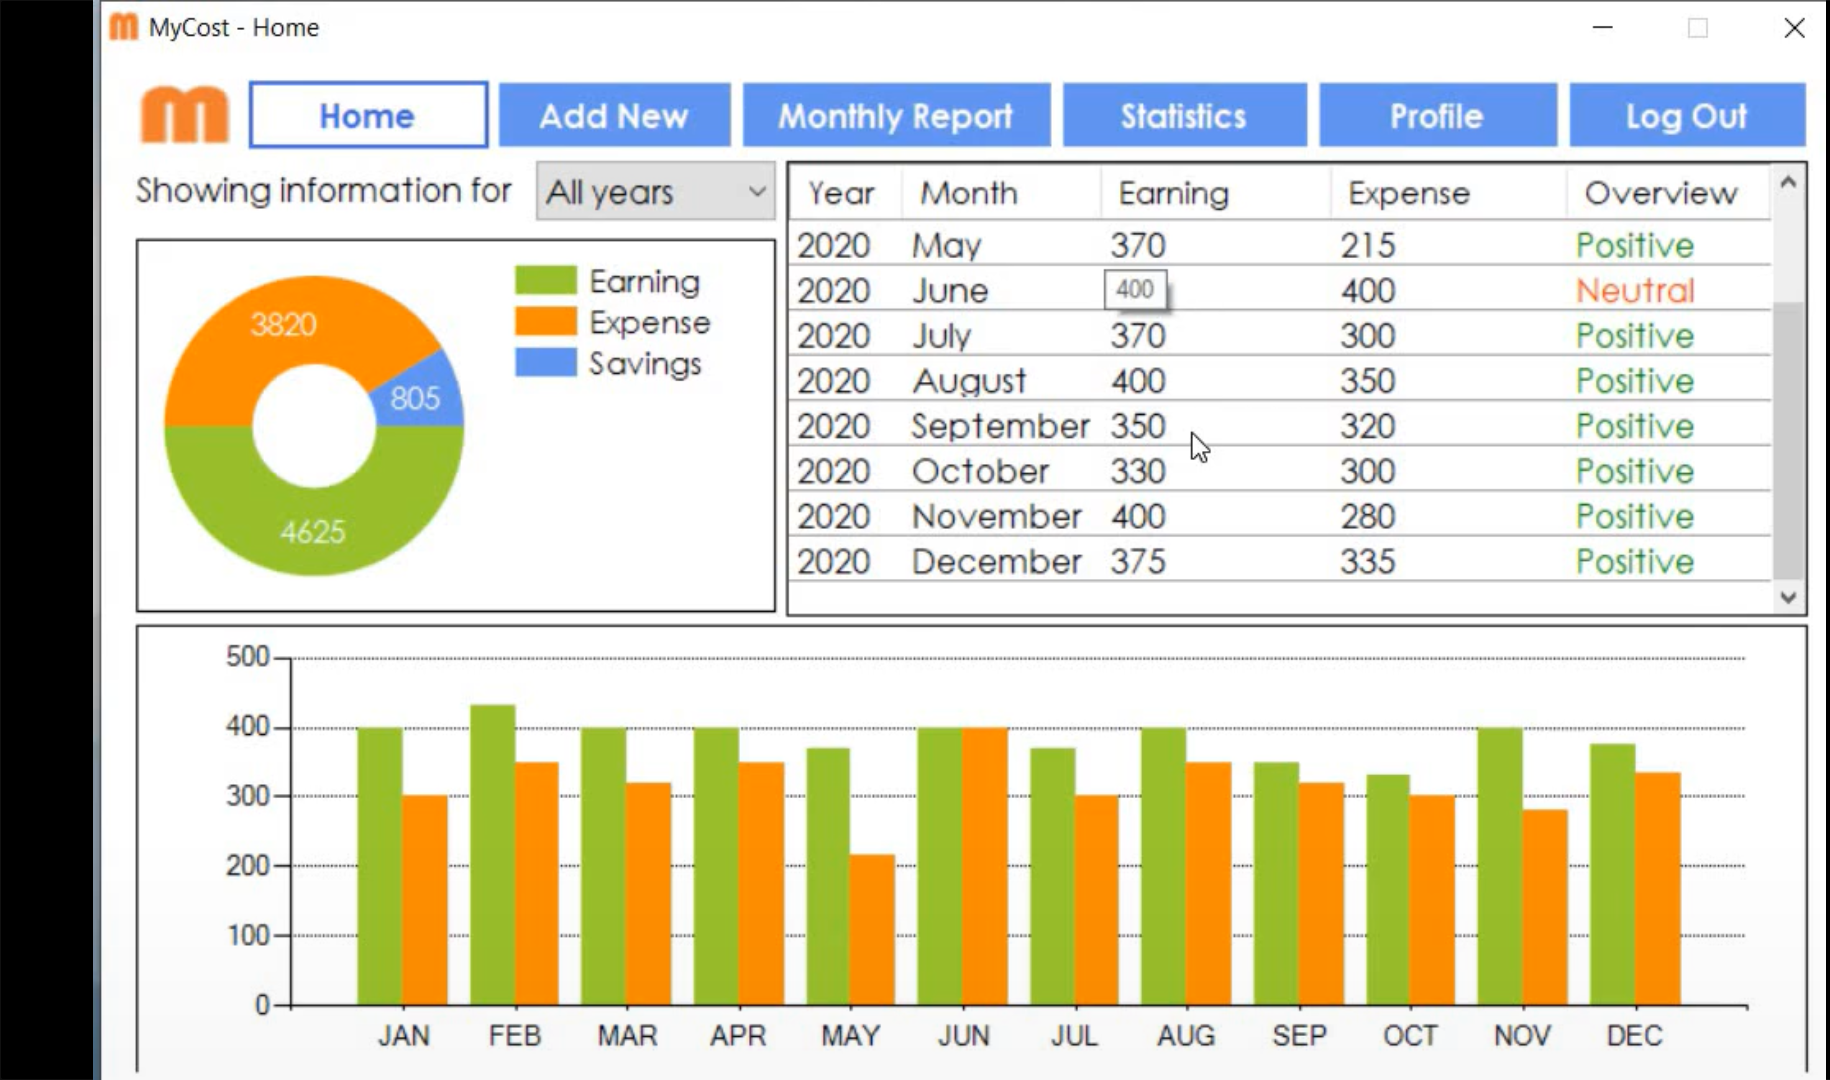 MyCost - Home
m Home Add New Monthly Report Statistics Profile Log Out
Showing information for All years
3820
805
4625
Earning
Expense
Savings
Year Month Earning Expense Overview
2020 May 370 215 Positive
2020 June 400 400 Neutral
2020 July 370 300 Positive
2020 August 400 350 Positive
2020 September 350 320 Positive
2020 October 330 300 Positive
2020 November 400 280 Positive
2020 December 375 335 Positive
500
400
300
200
100
0
JAN FEB MAR APR MAY JUN JUL AUG SEP OCT NOV DEC